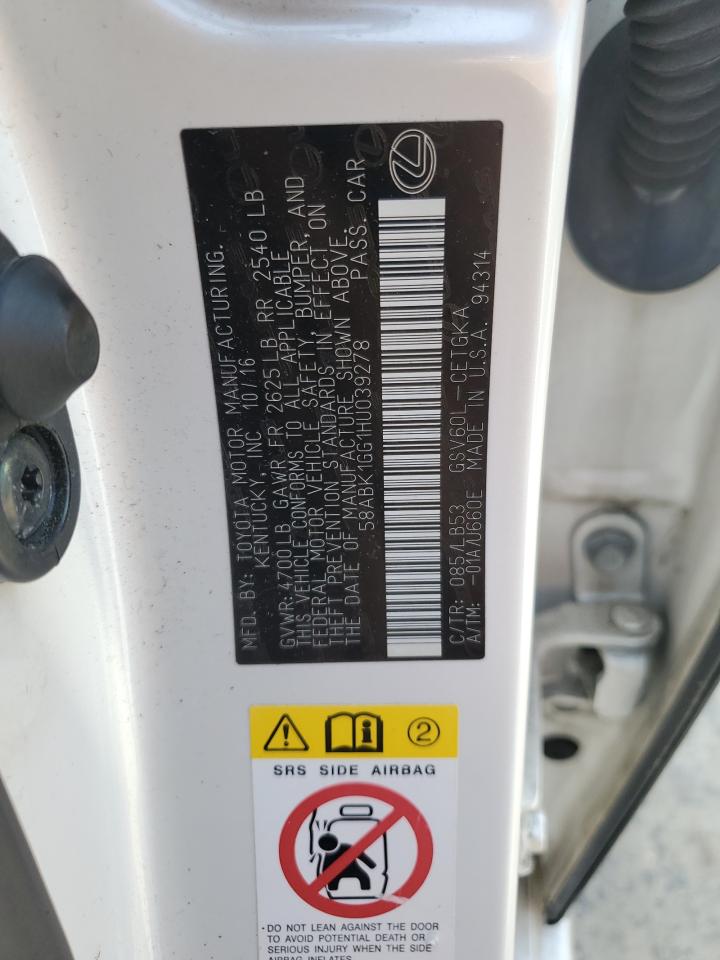 MFD. BY: TOYOTA MOTOR MANUFACTURING.
KENTUCKY, INC 10/16
GVWR: 4700LB GAWR FR 2625LB RR 2540 LB
THIS VEHICLE CONFORMS TO ALL APPLICABLE
FEDERAL MOTOR VEHICLE SAFETY, BUMPER, AND
THEFT PREVENTION STANDARDS IN EFFECT ON
THE DATE OF MANUFACTURE SHOWN ABOVE.
58ABK1GG1HU039278 PASS. CAR
C/TR: 085/LB53 GSV60L-CETGKA
A/TM: -01A/U660E MADE IN U.S.A. 94314
2
SRS SIDE AIRBAG
·DO NOT LEAN AGAINST THE DOOR
TO AVOID POTENTIAL DEATH OR
SERIOUS INJURY WHEN THE SIDE
AIRBAG INFLATES